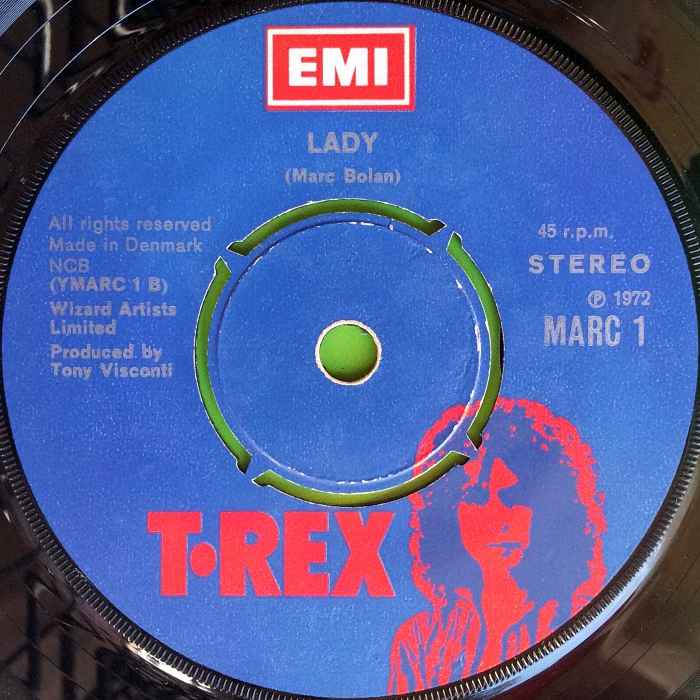 EMI
LADY
(Marc Bolan)
All rights reserved
Made in Denmark
NCB
(YMARC 1 B)
Wizard Artists
Limited
Produced by
Tony Visconti
45 r.p.m.
STEREO
℗ 1972
MARC 1
T•REX